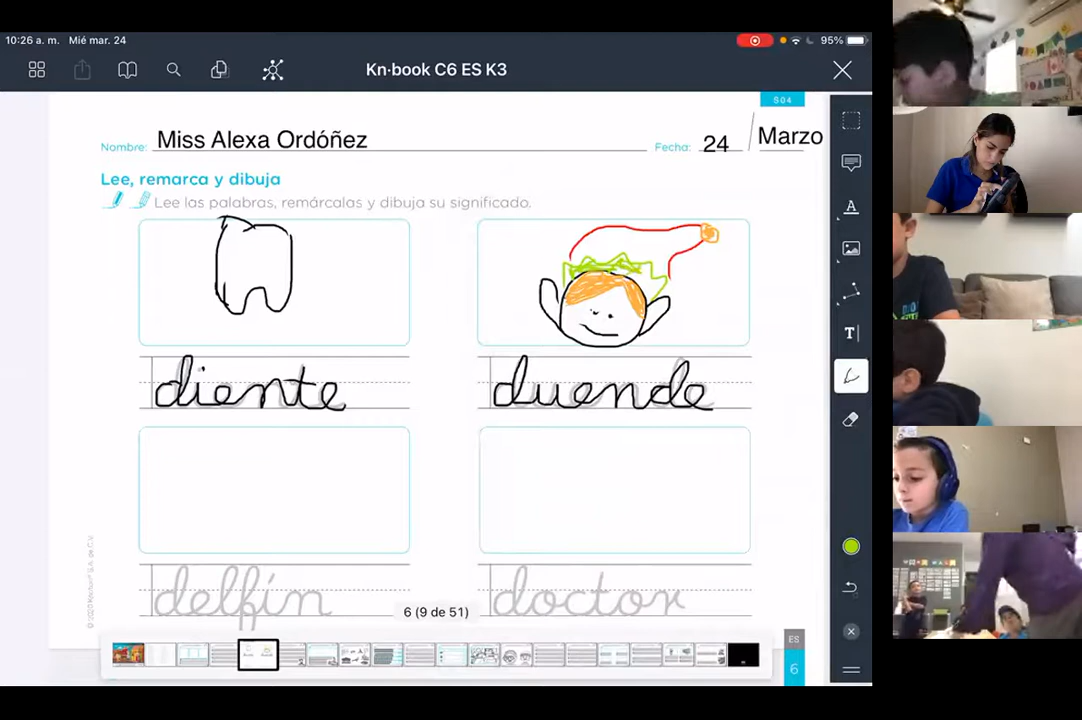 10:26 a. m. Mié mar. 24
95%
Kn·book C6 ES K3
S04
Nombre: Miss Alexa Ordóñez Fecha: 24 / Marzo
Lee, remarca y dibuja
Lee las palabras, remárcalas y dibuja su significado.
diente duende
delfín doctor
6 (9 de 51)
ES
6
A
T